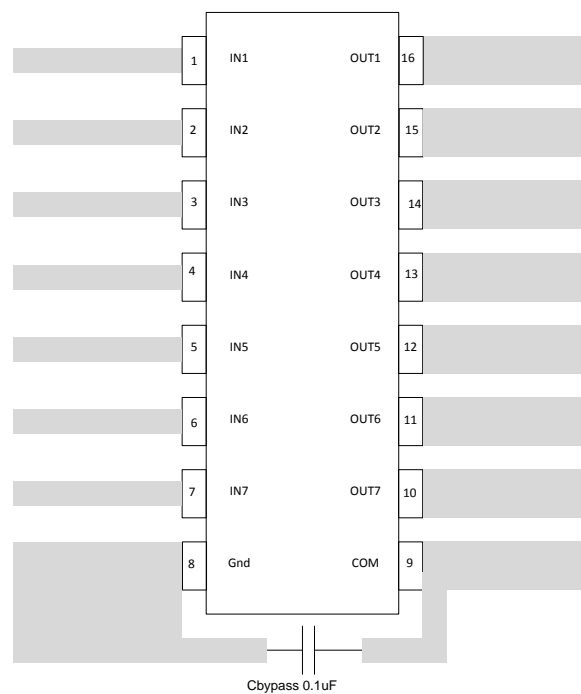 1 IN1 OUT1 16
2 IN2 OUT2 15
3 IN3 OUT3 14
4 IN4 OUT4 13
5 IN5 OUT5 12
6 IN6 OUT6 11
7 IN7 OUT7 10
8 Gnd COM 9
Cbypass 0.1uF